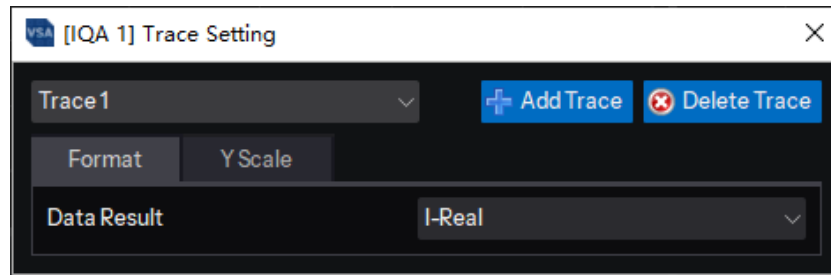 VSA [IQA 1] Trace Setting
Trace 1 Add Trace Delete Trace
Format Y Scale
Data Result I-Real